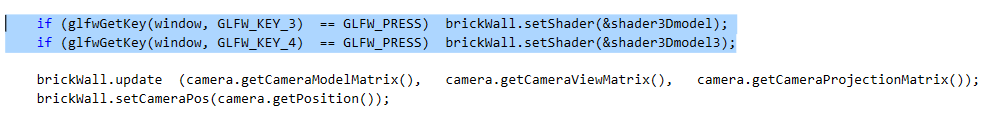 if (glfwGetKey(window, GLFW_KEY_3)  == GLFW_PRESS)  brickWall.setShader(&shader3Dmodel);
if (glfwGetKey(window, GLFW_KEY_4)  == GLFW_PRESS)  brickWall.setShader(&shader3Dmodel3);
brickWall.update  (camera.getCameraModelMatrix(),   camera.getCameraViewMatrix(),   camera.getCameraProjectionMatrix());
brickWall.setCameraPos(camera.getPosition());